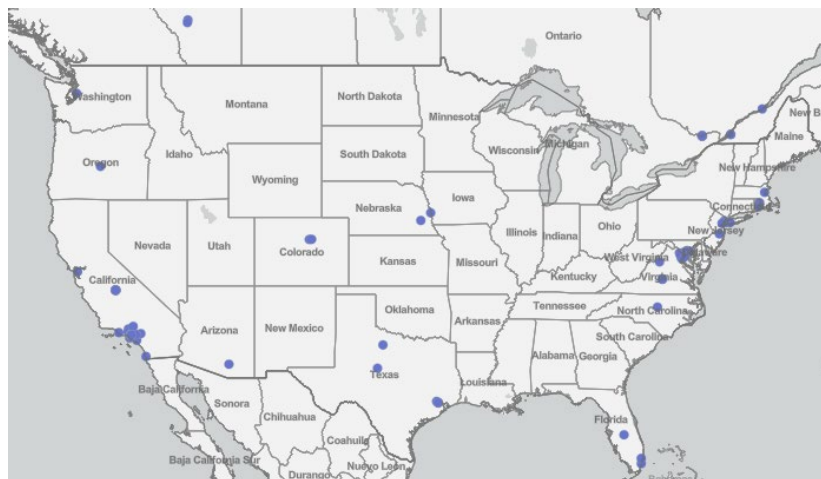 Ontario
Washington
Montana
North Dakota
Minnesota
New B
Maine
Oregon
Idaho
South Dakota
Wisconsin
Michigan
New Hampshire
Wyoming
Iowa
Nebraska
Connectic
Nevada
Utah
Colorado
Illinois
Indiana
Ohio
New Jersey
California
Kansas
Missouri
West Virginia
Delaware
Kentucky
Virginia
Arizona
New Mexico
Oklahoma
Arkansas
Tennessee
North Carolina
South Carolina
Alabama
Georgia
Texas
Louisiana
Baja California
Sonora
Chihuahua
Florida
Coahuila
Baja California Sur
Durango
Nuevo León